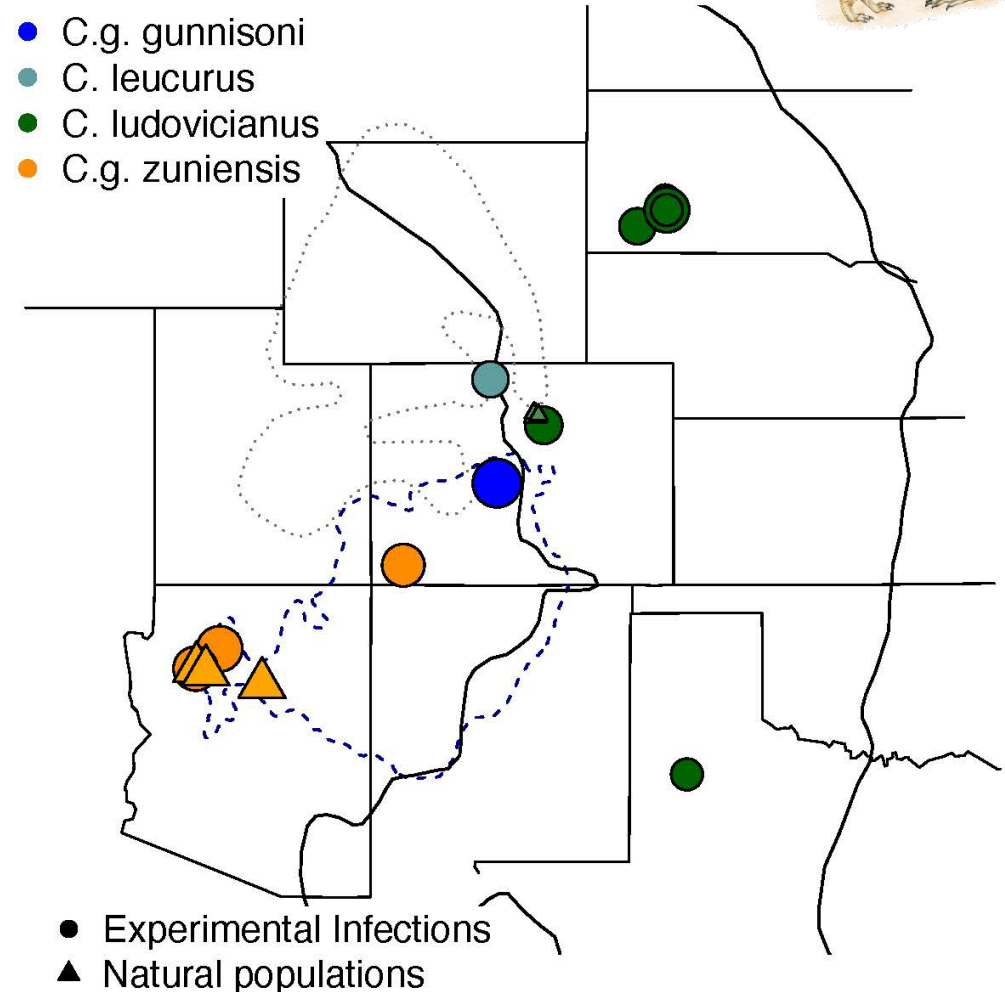 C.g. gunnisoni
C. leucurus
C. ludovicianus
C.g. zuniensis
Experimental Infections
Natural populations